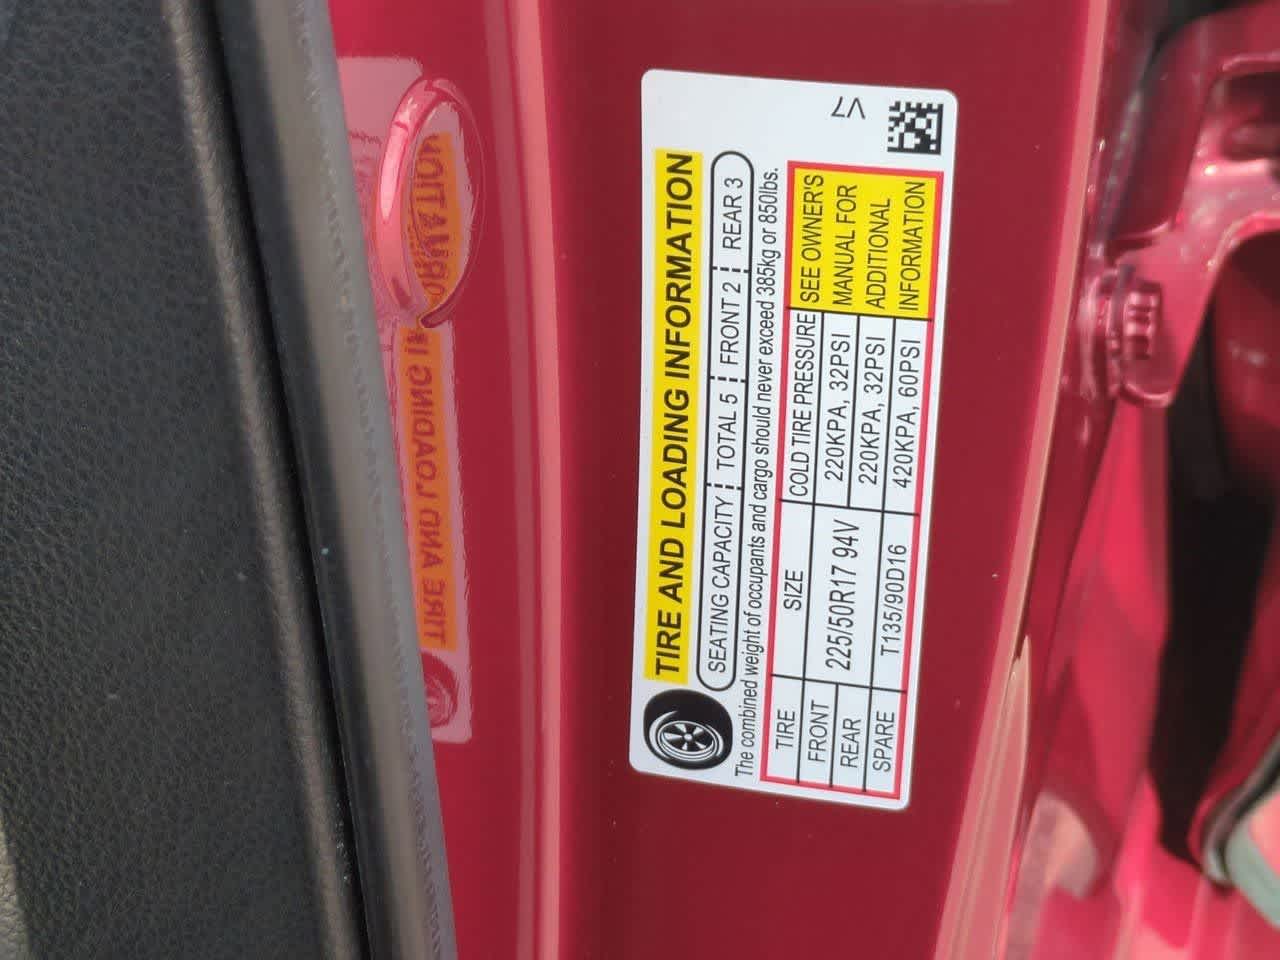 TIRE AND LOADING INFORMATION
SEATING CAPACITY TOTAL 5 FRONT 2 REAR 3
The combined weight of occupants and cargo should never exceed 385kg or 850lbs.
TIRE SIZE COLD TIRE PRESSURE
FRONT 225/50R17 94V 220KPA, 32PSI
REAR 220KPA, 32PSI
SPARE T135/90D16 420KPA, 60PSI
SEE OWNER'S
MANUAL FOR
ADDITIONAL
INFORMATION
V7
TIRE AND LOADING INFORMATION